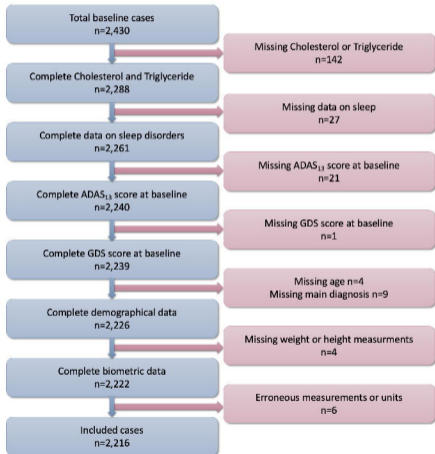 Total baseline cases
n=2,430
Missing Cholesterol or Triglyceride
n=142
Complete Cholesterol and Triglyceride
n=2,288
Missing data on sleep
n=27
Complete data on sleep disorders
n=2,261
Missing ADAS₁₃ score at baseline
n=21
Complete ADAS₁₃ score at baseline
n=2,240
Missing GDS score at baseline
n=1
Complete GDS score at baseline
n=2,239
Missing age n=4
Missing main diagnosis n=9
Complete demographical data
n=2,226
Missing weight or height measurments
n=4
Complete biometric data
n=2,222
Erroneous measurements or units
n=6
Included cases
n=2,216